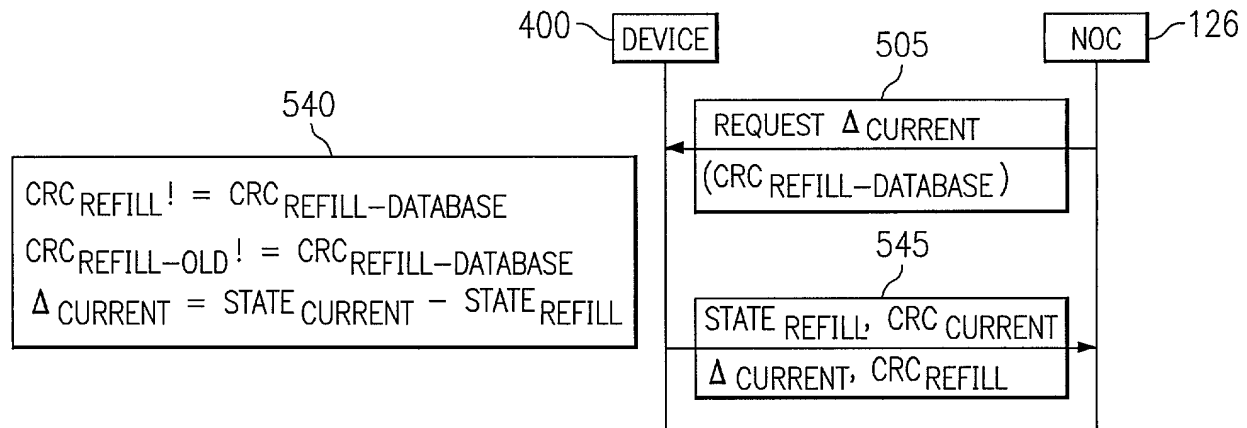 400 DEVICE NOC 126
505
REQUEST Δ CURRENT
(CRC REFILL-DATABASE)
540
CRC REFILL ! = CRC REFILL-DATABASE
CRC REFILL-OLD ! = CRC REFILL-DATABASE
Δ CURRENT = STATE CURRENT - STATE REFILL
545
STATE REFILL, CRC CURRENT
Δ CURRENT, CRC REFILL